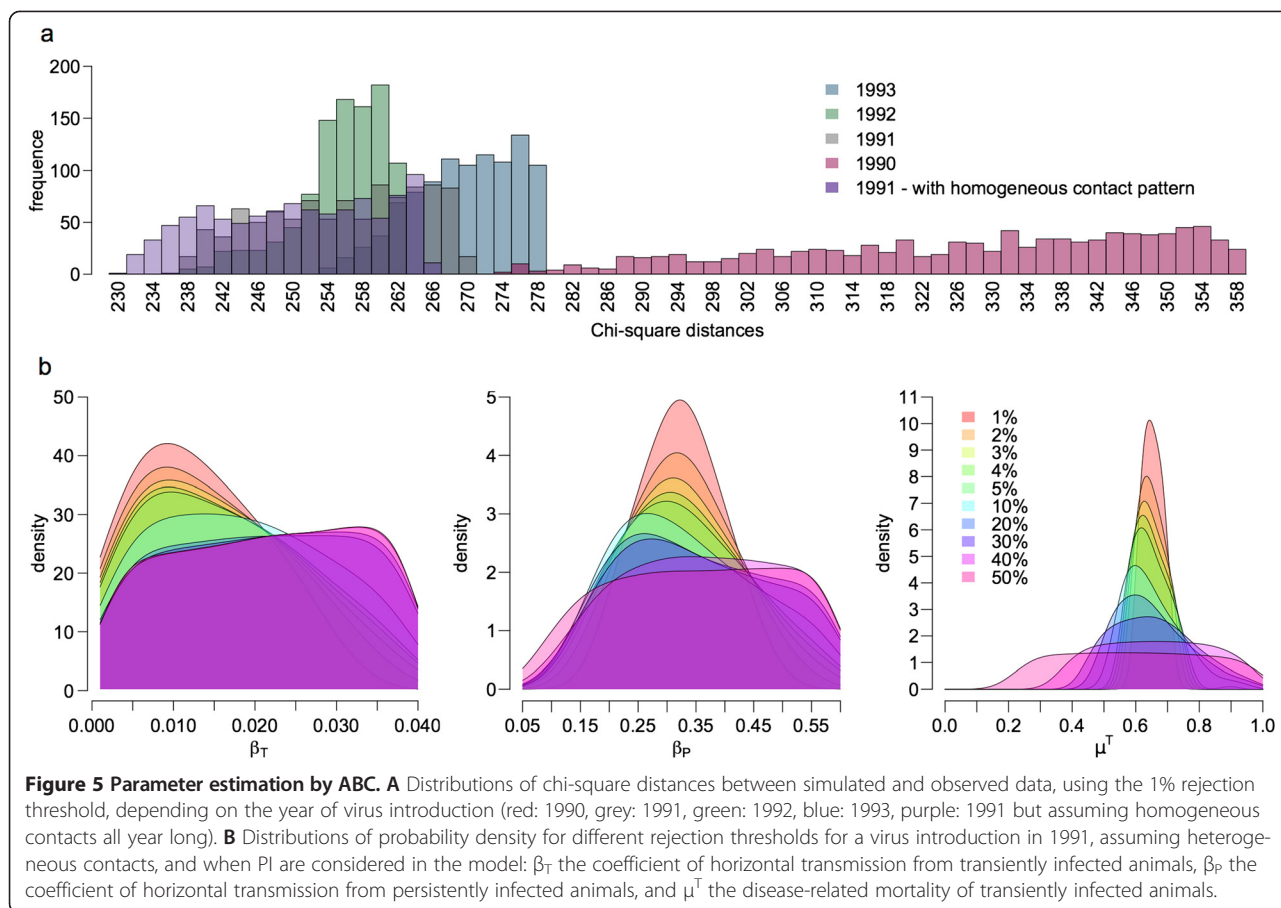 a
frequence
200
150
100
50
0
1993
1992
1991
1990
1991 - with homogeneous contact pattern
230 234 238 242 246 250 254 258 262 266 270 274 278 282 286 290 294 298 302 306 310 314 318 322 326 330 334 338 342 346 350 354 358
Chi-square distances
b
density
50
40
30
20
10
0
0.000 0.010 0.020 0.030 0.040
βT
density
5
4
3
2
1
0
0.05 0.15 0.25 0.35 0.45 0.55
βP
density
11
10
9
8
7
6
5
4
3
2
1
0
1%
2%
3%
4%
5%
10%
20%
30%
40%
50%
0.0 0.2 0.4 0.6 0.8 1.0
μT
Figure 5 Parameter estimation by ABC. A Distributions of chi-square distances between simulated and observed data, using the 1% rejection
threshold, depending on the year of virus introduction (red: 1990, grey: 1991, green: 1992, blue: 1993, purple: 1991 but assuming homogeneous
contacts all year long). B Distributions of probability density for different rejection thresholds for a virus introduction in 1991, assuming heteroge-
neous contacts, and when PI are considered in the model: βT the coefficient of horizontal transmission from transiently infected animals, βP the
coefficient of horizontal transmission from persistently infected animals, and μT the disease-related mortality of transiently infected animals.